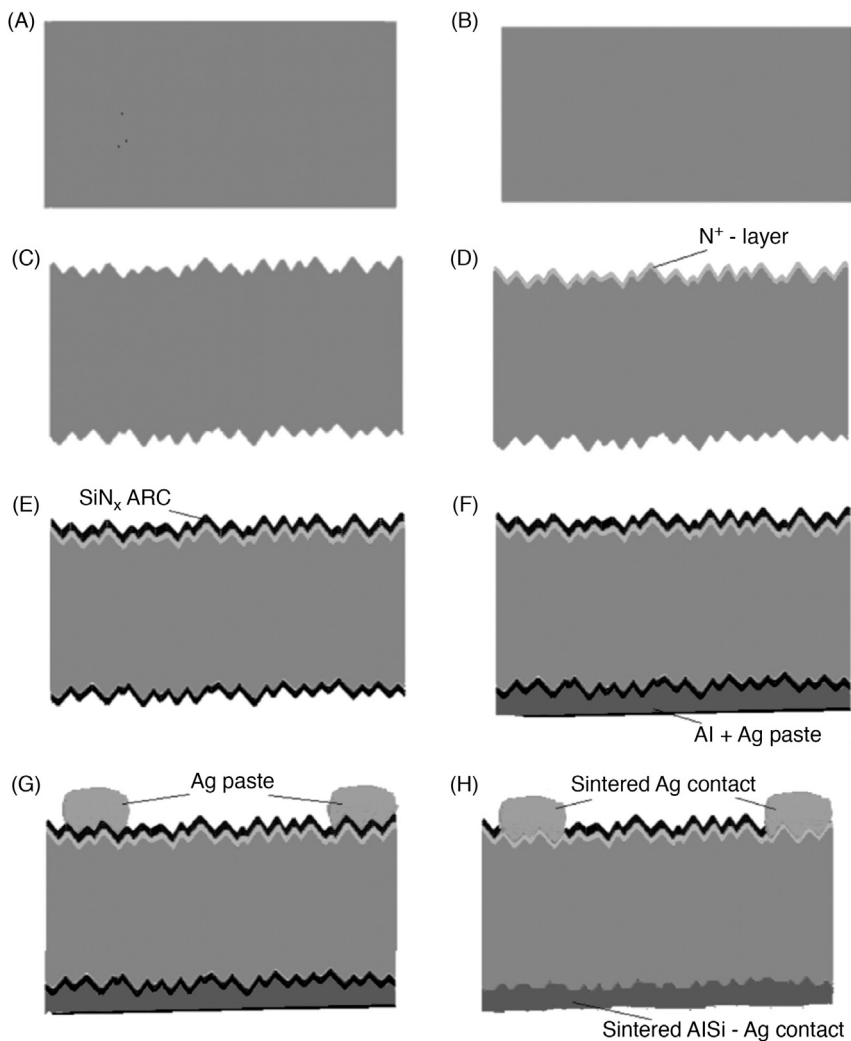 (A)
(B)
(C)
(D)
N⁺ - layer
(E)
SiNₓ ARC
(F)
Al + Ag paste
(G)
Ag paste
(H)
Sintered Ag contact
Sintered AlSi - Ag contact